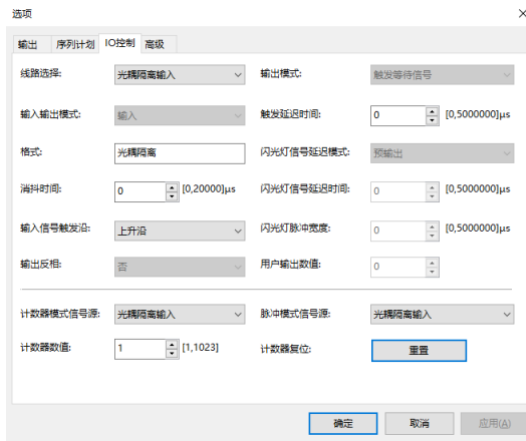 选项
输出 序列计划 IO控制 高级
线路选择: 光耦隔离输入 输出模式: 触发等待信号
输入输出模式: 输入 触发延迟时间: 0 [0,5000000]μs
格式: 光耦隔离 闪光灯信号延迟模式: 预输出
消抖时间: 0 [0,20000]μs 闪光灯信号延迟时间: 0 [0,5000000]μs
输入信号触发沿: 上升沿 闪光灯脉冲宽度: 0 [0,5000000]μs
输出反相: 否 用户输出数值: 0
计数器模式信号源: 光耦隔离输入 脉冲模式信号源: 光耦隔离输入
计数器数值: 1 [1,1023] 计数器复位: 重置
确定 取消 应用(A)